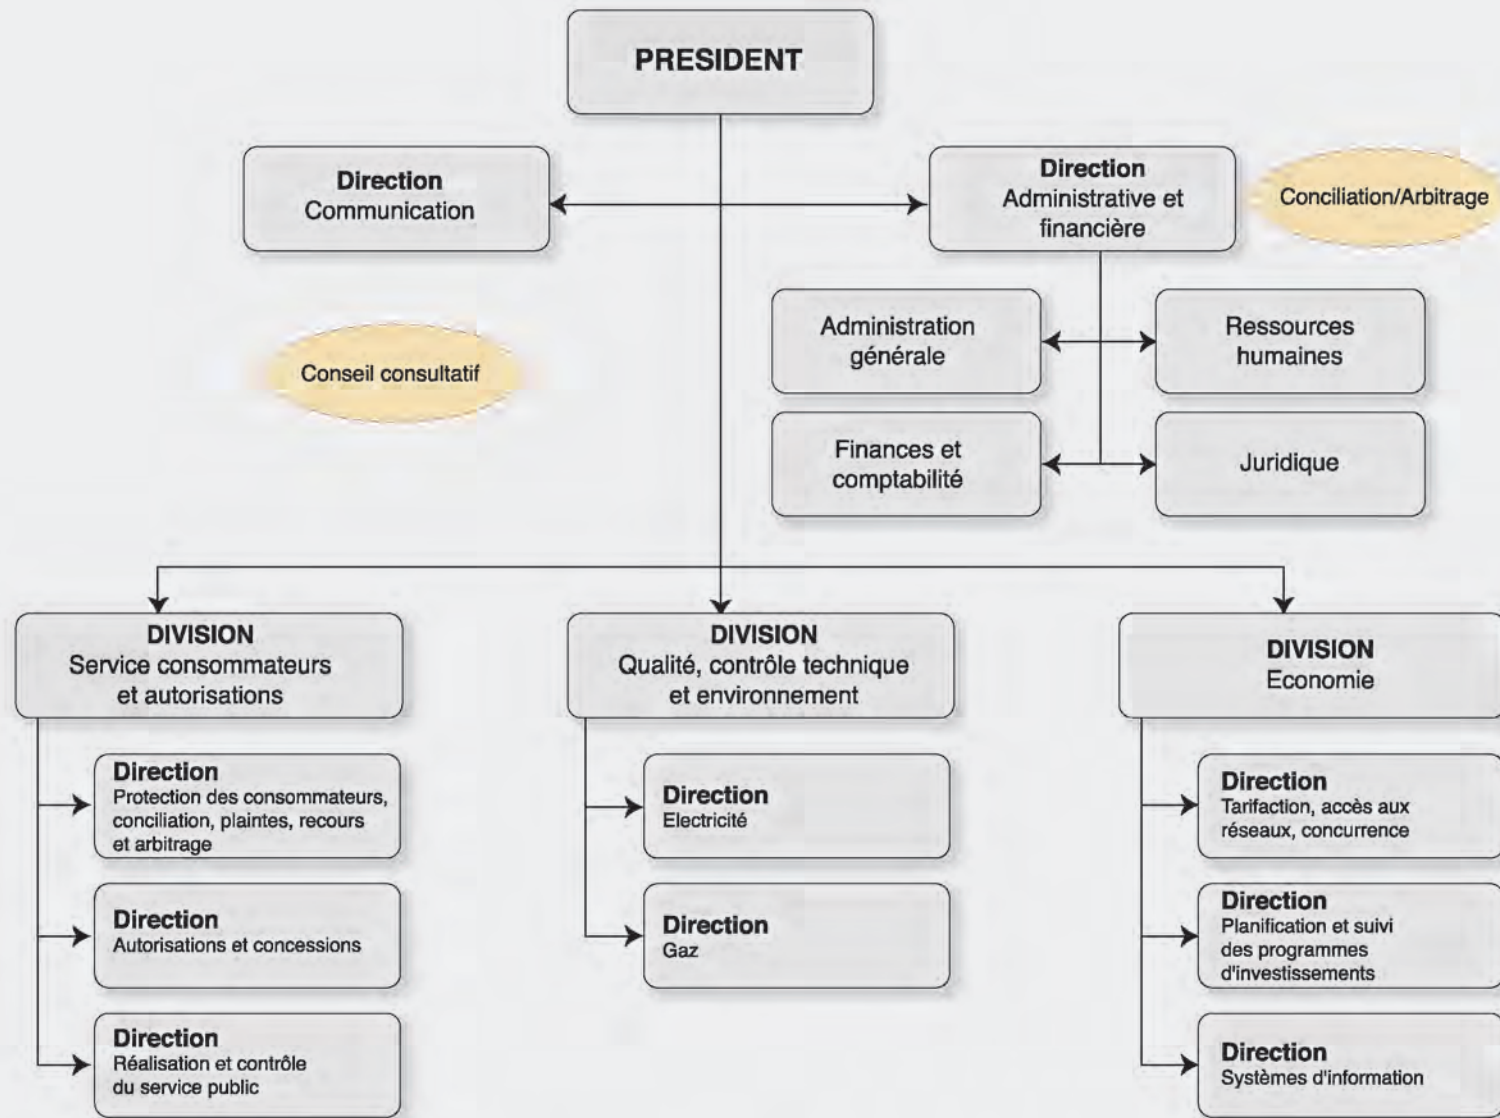 PRESIDENT
Direction
Communication
Direction
Administrative et
financière
Conciliation/Arbitrage
Administration
générale
Ressources
humaines
Conseil consultatif
Finances et
comptabilité
Juridique
DIVISION
Service consommateurs
et autorisations
Direction
Protection des consommateurs,
conciliation, plaintes, recours
et arbitrage
Direction
Autorisations et concessions
Direction
Réalisation et contrôle
du service public
DIVISION
Qualité, contrôle technique
et environnement
Direction
Electricité
Direction
Gaz
DIVISION
Economie
Direction
Tarifaction, accès aux
réseaux, concurrence
Direction
Planification et suivi
des programmes
d'investissements
Direction
Systèmes d'information